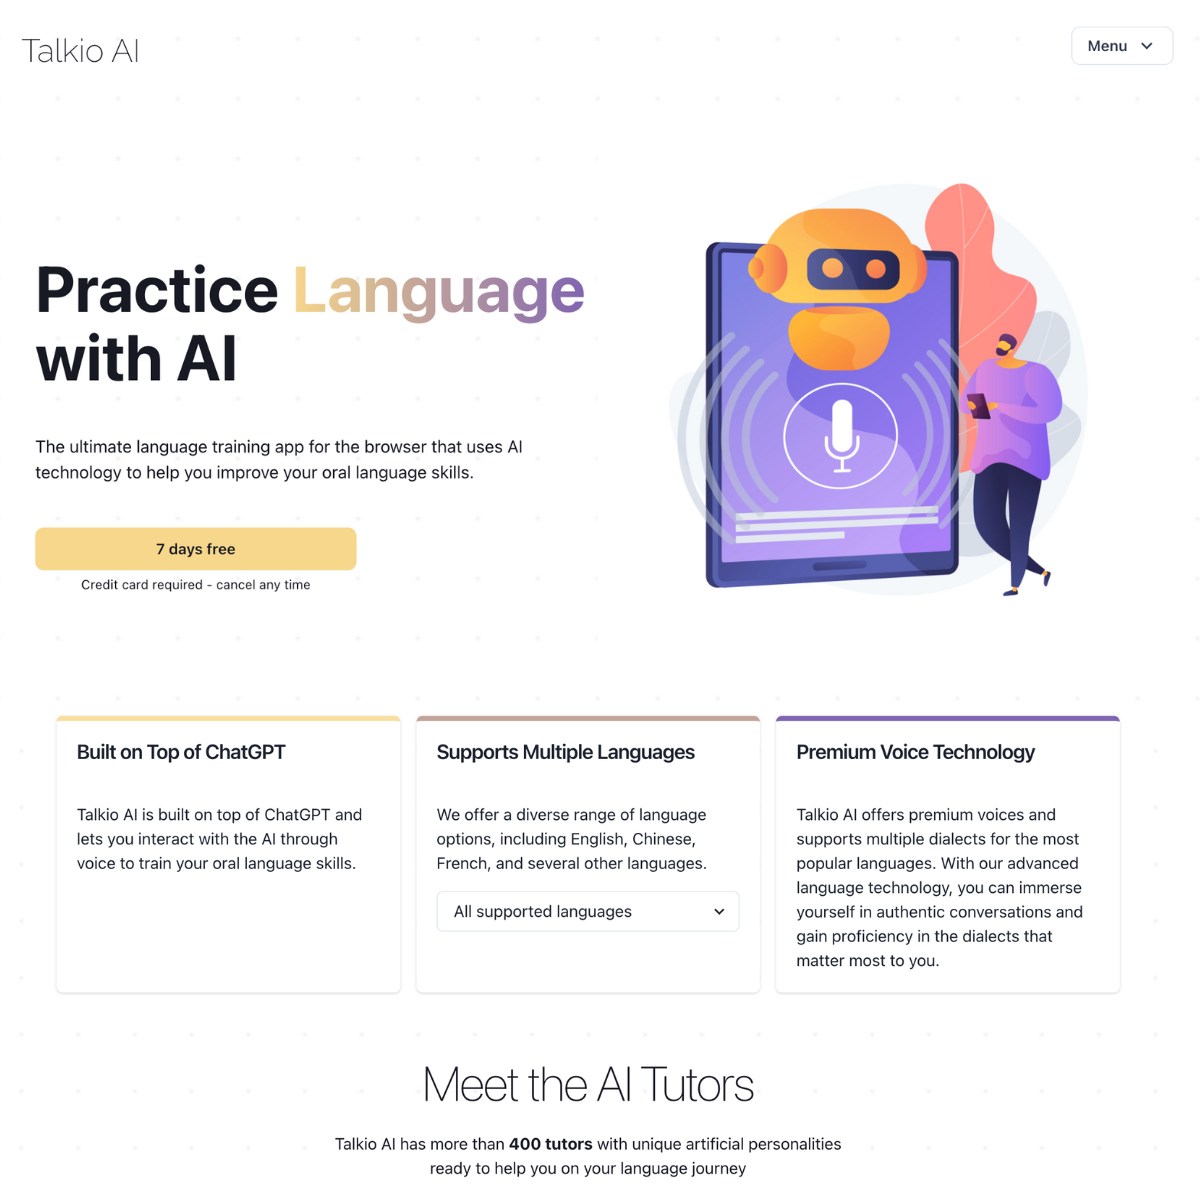 Talkio AI
Menu
Practice Language
with AI
The ultimate language training app for the browser that uses AI
technology to help you improve your oral language skills.
7 days free
Credit card required - cancel any time
Built on Top of ChatGPT
Talkio AI is built on top of ChatGPT and
lets you interact with the AI through
voice to train your oral language skills.
Supports Multiple Languages
We offer a diverse range of language
options, including English, Chinese,
French, and several other languages.
All supported languages
Premium Voice Technology
Talkio AI offers premium voices and
supports multiple dialects for the most
popular languages. With our advanced
language technology, you can immerse
yourself in authentic conversations and
gain proficiency in the dialects that
matter most to you.
Meet the AI Tutors
Talkio AI has more than 400 tutors with unique artificial personalities
ready to help you on your language journey